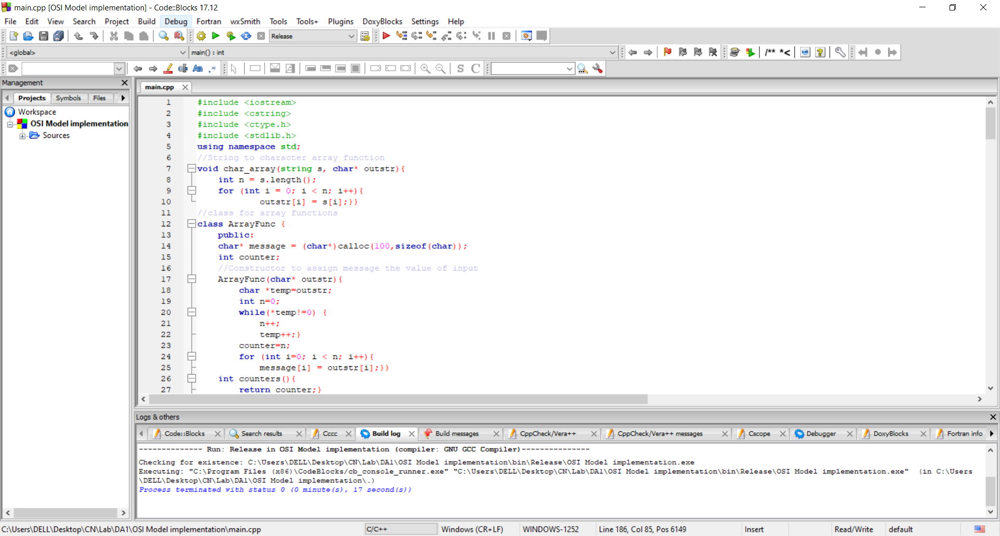 main.cpp [OSI Model implementation] - Code::Blocks 17.12
File Edit View Search Project Build Debug Fortran wxSmith Tools Tools+ Plugins DoxyBlocks Settings Help
Release
<global> main() : int /** *<
S C
Management
main.cpp
Projects Symbols Files
Workspace
OSI Model implementation
Sources
1 #include <iostream>
2 #include <cstring>
3 #include <ctype.h>
4 #include <stdlib.h>
5 using namespace std;
6 //String to character array function
7 void char_array(string s, char* outstr){
8 int n = s.length();
9 for (int i = 0; i < n; i++){
10 outstr[i] = s[i];}}
11 //class for array functions
12 class ArrayFunc {
13 public:
14 char* message = (char*)calloc(100,sizeof(char));
15 int counter;
16 //Constructor to assign message the value of input
17 ArrayFunc(char* outstr){
18 char *temp=outstr;
19 int n=0;
20 while(*temp!=0) {
21 n++;
22 temp++;}
23 counter=n;
24 for (int i=0; i < n; i++){
25 message[i] = outstr[i];}}
26 int counters(){
27 return counter;}
Logs & others
Code::Blocks Search results Cccc Build log Build messages CppCheck/Vera++ CppCheck/Vera++ messages Cscope Debugger DoxyBlocks Fortran info
-------------- Run: Release in OSI Model implementation (compiler: GNU GCC Compiler)---------------
Checking for existence: C:\Users\DELL\Desktop\CN\Lab\DA1\OSI Model implementation\bin\Release\OSI Model implementation.exe
Executing: "C:\Program Files (x86)\CodeBlocks/cb_console_runner.exe" "C:\Users\DELL\Desktop\CN\Lab\DA1\OSI Model implementation\bin\Release\OSI Model implementation.exe"  (in C:\Users
\DELL\Desktop\CN\Lab\DA1\OSI Model implementation\.)
Process terminated with status 0 (0 minute(s), 17 second(s))
C:\Users\DELL\Desktop\CN\Lab\DA1\OSI Model implementation\main.cpp C/C++ Windows (CR+LF) WINDOWS-1252 Line 186, Col 85, Pos 6149 Insert Read/Write default